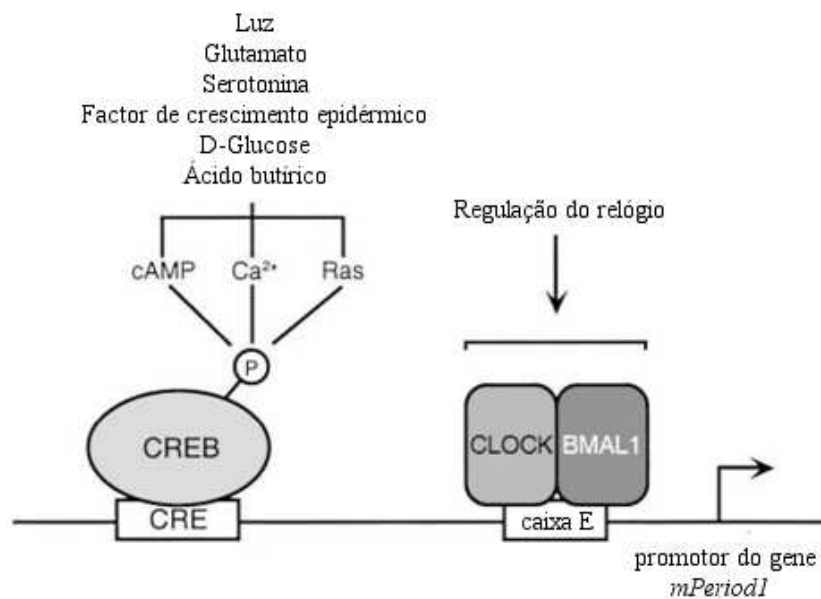 Luz
Glutamato
Serotonina
Factor de crescimento epidérmico
D-Glucose
Ácido butírico
cAMP Ca²⁺ Ras
P
CREB
CRE
Regulação do relógio
CLOCK BMAL1
caixa E
promotor do gene
mPeriod1